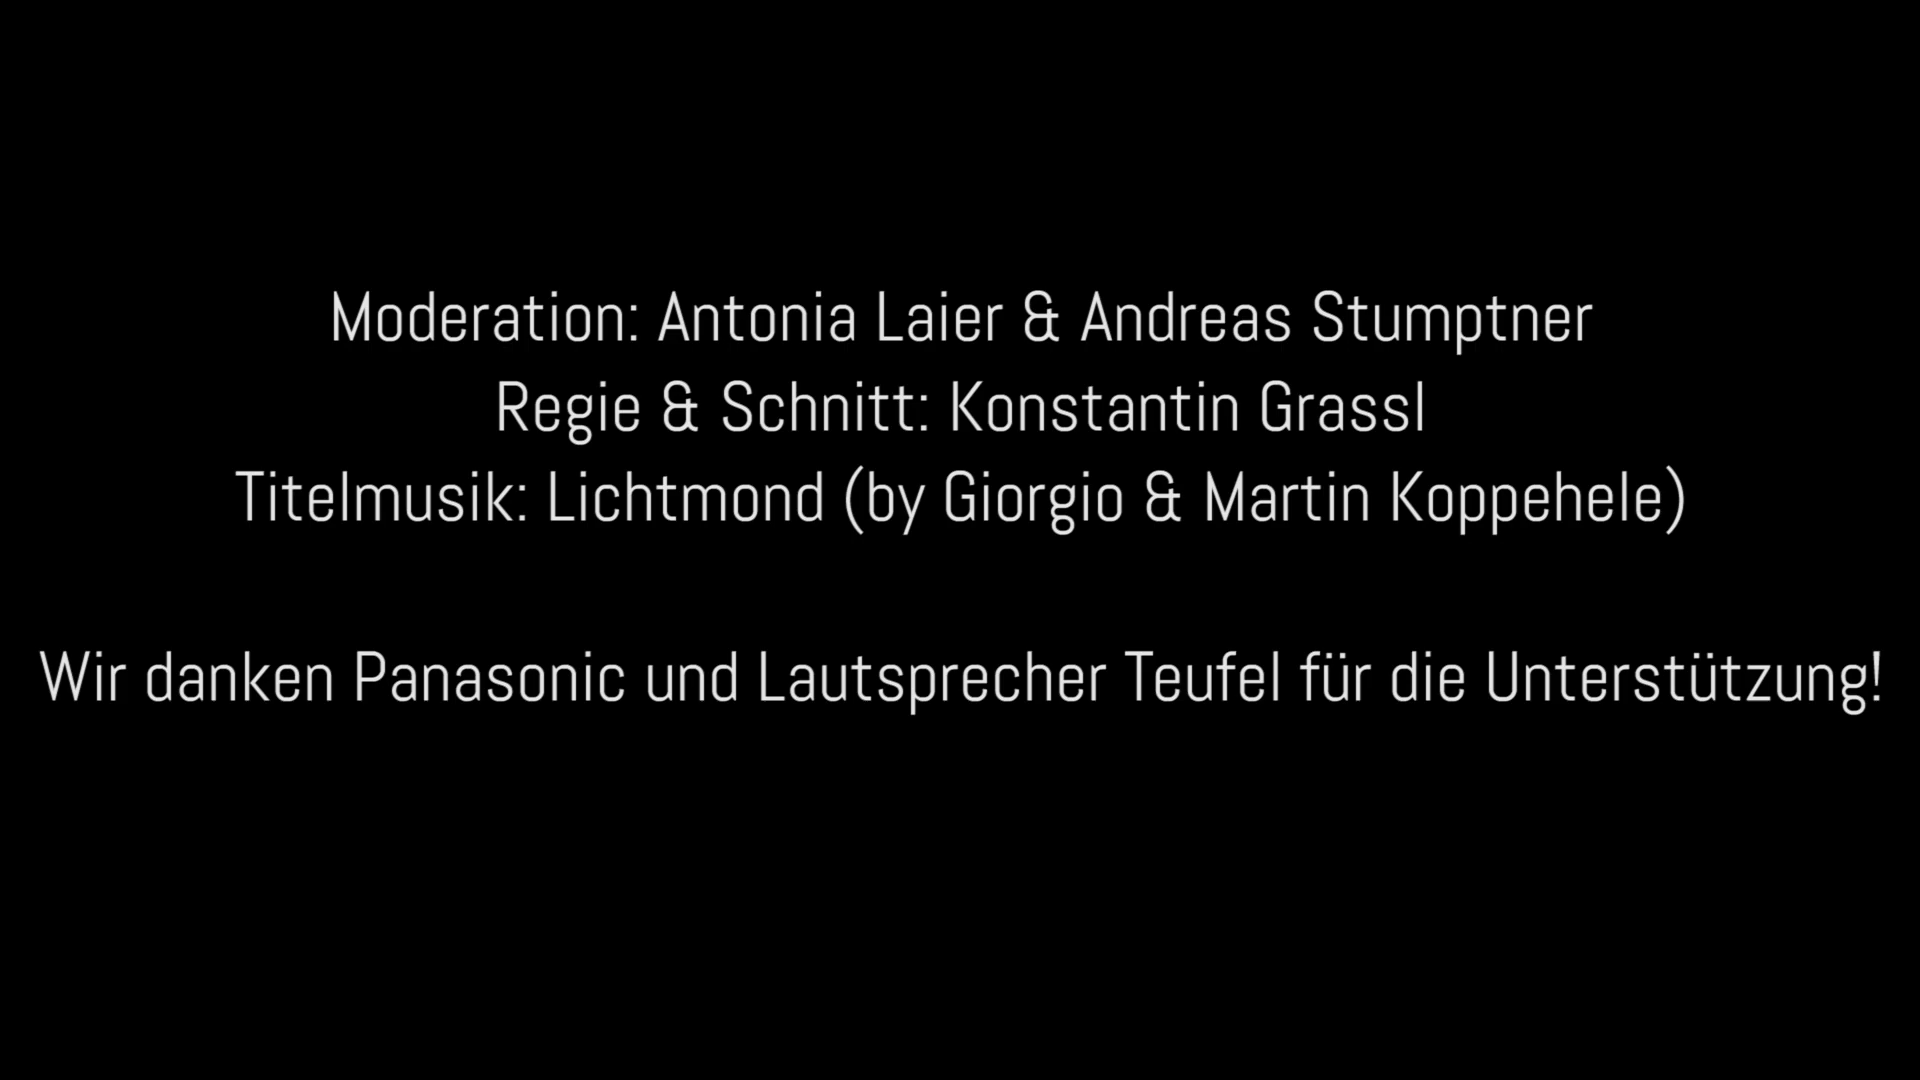 Moderation: Antonia Laier & Andreas Stumptner
Regie & Schnitt: Konstantin Grassl
Titelmusik: Lichtmond (by Giorgio & Martin Koppehele)
Wir danken Panasonic und Lautsprecher Teufel für die Unterstützung!